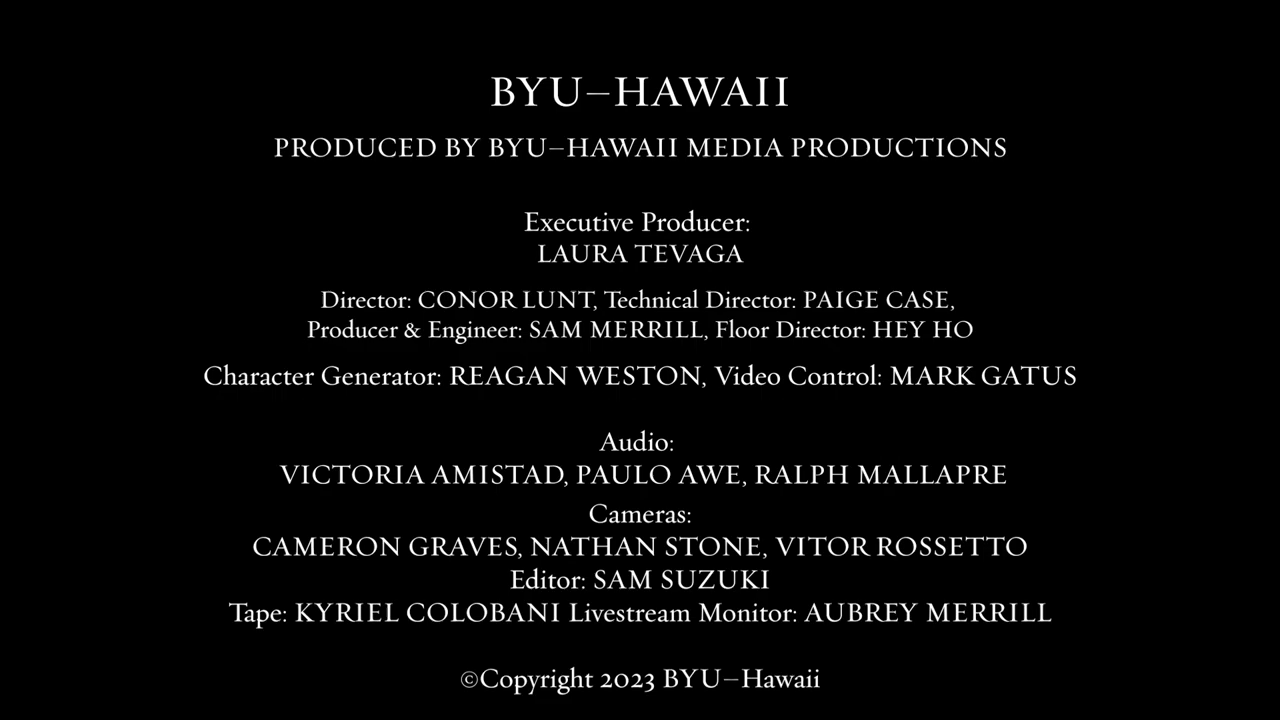 BYU–HAWAII
PRODUCED BY BYU–HAWAII MEDIA PRODUCTIONS
Executive Producer:
LAURA TEVAGA
Director: CONOR LUNT, Technical Director: PAIGE CASE,
Producer & Engineer: SAM MERRILL, Floor Director: HEY HO
Character Generator: REAGAN WESTON, Video Control: MARK GATUS
Audio:
VICTORIA AMISTAD, PAULO AWE, RALPH MALLAPRE
Cameras:
CAMERON GRAVES, NATHAN STONE, VITOR ROSSETTO
Editor: SAM SUZUKI
Tape: KYRIEL COLOBANI Livestream Monitor: AUBREY MERRILL
©Copyright 2023 BYU–Hawaii